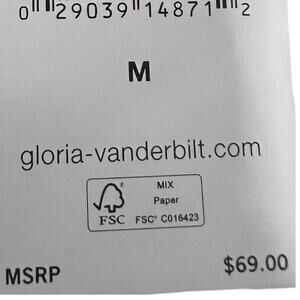 0 29039 14871 2
M
gloria-vanderbilt.com
FSC
MIX
Paper
FSC® C016423
MSRP $69.00